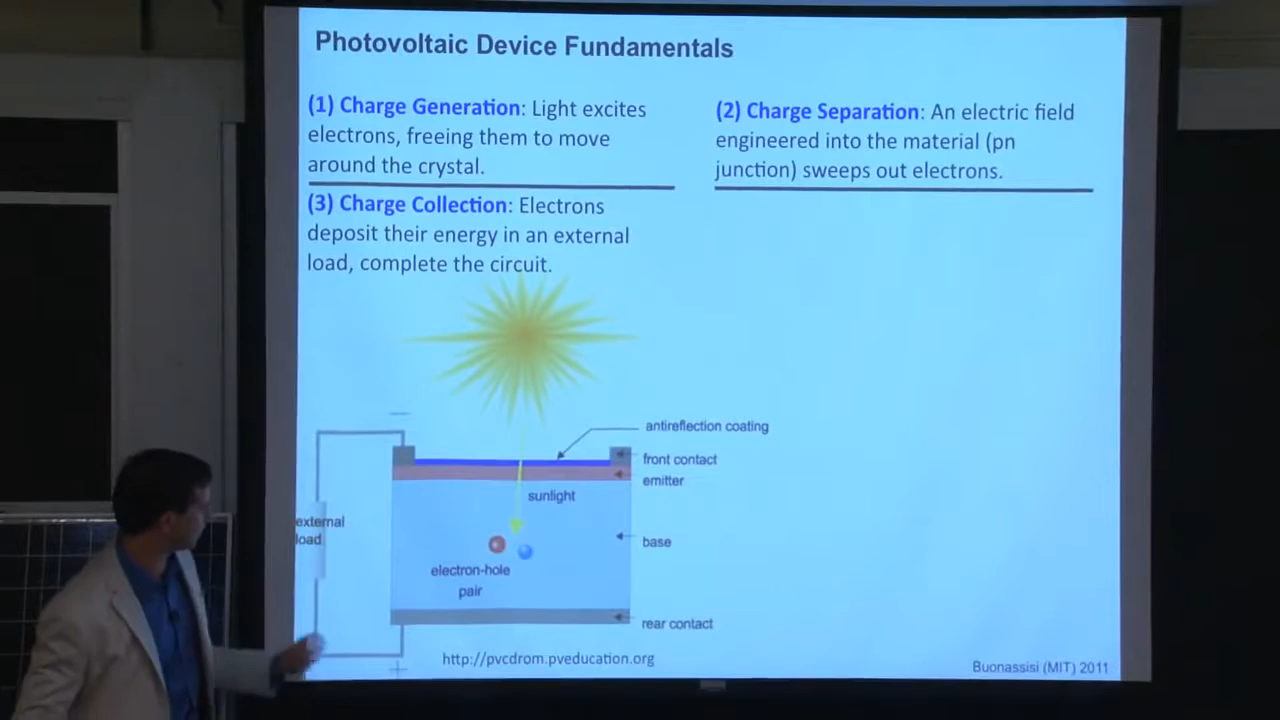 Photovoltaic Device Fundamentals
(1) Charge Generation: Light excites
electrons, freeing them to move
around the crystal.
(2) Charge Separation: An electric field
engineered into the material (pn
junction) sweeps out electrons.
(3) Charge Collection: Electrons
deposit their energy in an external
load, complete the circuit.
antireflection coating
front contact
emitter
sunlight
external
load
base
electron-hole
pair
rear contact
http://pvcdrom.pveducation.org
Buonassisi (MIT) 2011